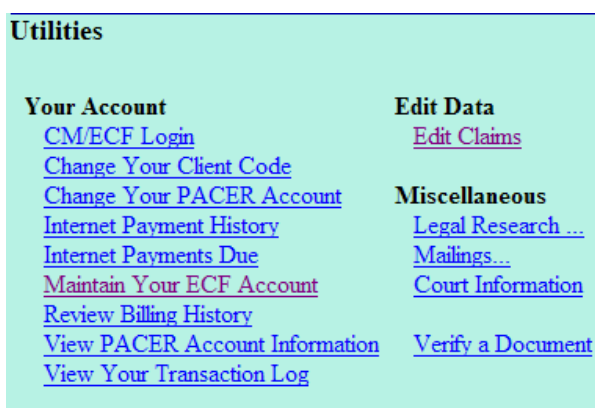 Utilities
Your Account
CM/ECF Login
Change Your Client Code
Change Your PACER Account
Internet Payment History
Internet Payments Due
Maintain Your ECF Account
Review Billing History
View PACER Account Information
View Your Transaction Log
Edit Data
Edit Claims
Miscellaneous
Legal Research ...
Mailings...
Court Information
Verify a Document